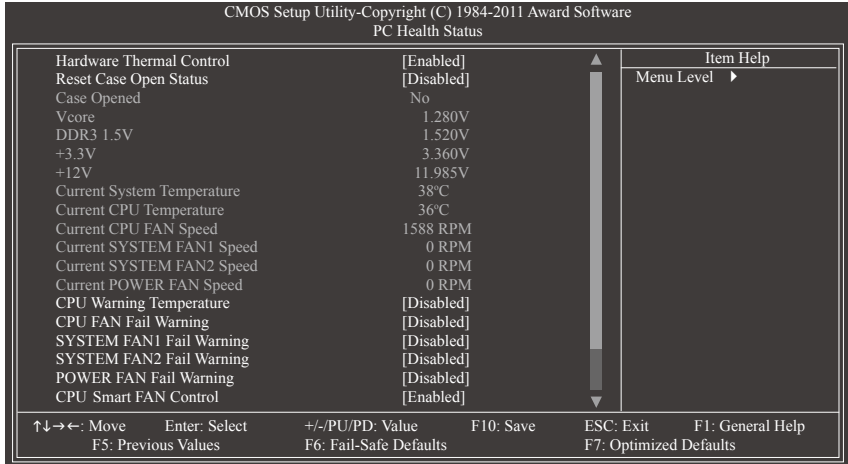 CMOS Setup Utility-Copyright (C) 1984-2011 Award Software
PC Health Status
Hardware Thermal Control [Enabled]
Reset Case Open Status [Disabled]
Case Opened No
Vcore 1.280V
DDR3 1.5V 1.520V
+3.3V 3.360V
+12V 11.985V
Current System Temperature 38°C
Current CPU Temperature 36°C
Current CPU FAN Speed 1588 RPM
Current SYSTEM FAN1 Speed 0 RPM
Current SYSTEM FAN2 Speed 0 RPM
Current POWER FAN Speed 0 RPM
CPU Warning Temperature [Disabled]
CPU FAN Fail Warning [Disabled]
SYSTEM FAN1 Fail Warning [Disabled]
SYSTEM FAN2 Fail Warning [Disabled]
POWER FAN Fail Warning [Disabled]
CPU Smart FAN Control [Enabled]
Item Help
Menu Level
↑↓→←: Move Enter: Select +/-/PU/PD: Value F10: Save ESC: Exit F1: General Help
F5: Previous Values F6: Fail-Safe Defaults F7: Optimized Defaults